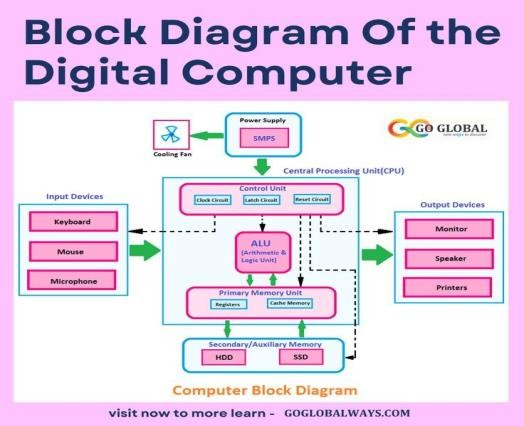 Block Diagram Of the
Digital Computer
Power Supply
SMPS
Cooling Fan
GO GLOBAL
Central Processing Unit(CPU)
Control Unit
Clock Circuit
Latch Circuit
Reset Circuit
Input Devices
Keyboard
Mouse
Microphone
ALU
(Arithmetic &
Logic Unit)
Output Devices
Monitor
Speaker
Printers
Primary Memory Unit
Registers
Cache Memory
Secondary/Auxiliary Memory
HDD
SSD
Computer Block Diagram
visit now to more learn - GOGLOBALWAYS.COM